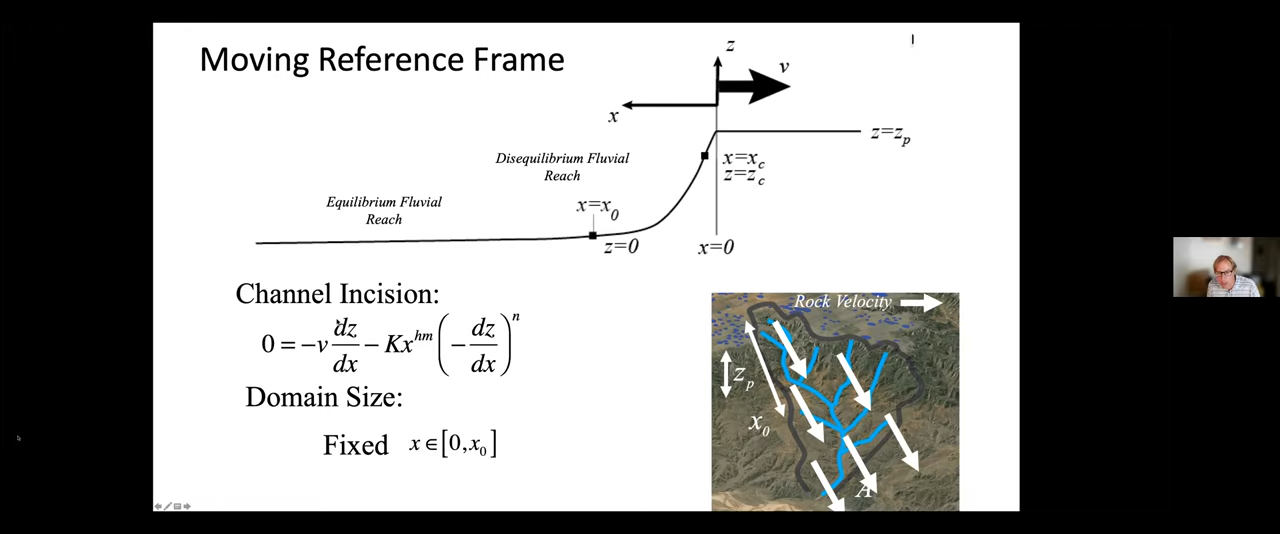 Moving Reference Frame
z
v
x
z=z_p
Disequilibrium Fluvial
Reach
x=x_c
z=z_c
Equilibrium Fluvial
Reach
x=x_0
z=0
x=0
Channel Incision:
0 = -v dz/dx - Kx^{hm} (-dz/dx)^n
Domain Size:
Fixed x∈[0,x_0]
Rock Velocity
z_p
x_0
A